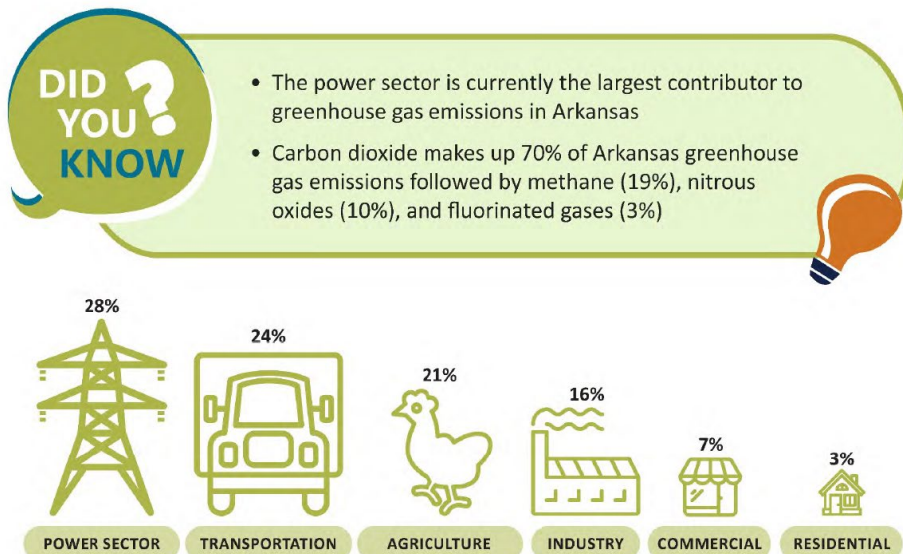 DID
YOU
KNOW
?
• The power sector is currently the largest contributor to
greenhouse gas emissions in Arkansas
• Carbon dioxide makes up 70% of Arkansas greenhouse
gas emissions followed by methane (19%), nitrous
oxides (10%), and fluorinated gases (3%)
28%
24%
21%
16%
7%
3%
POWER SECTOR
TRANSPORTATION
AGRICULTURE
INDUSTRY
COMMERCIAL
RESIDENTIAL